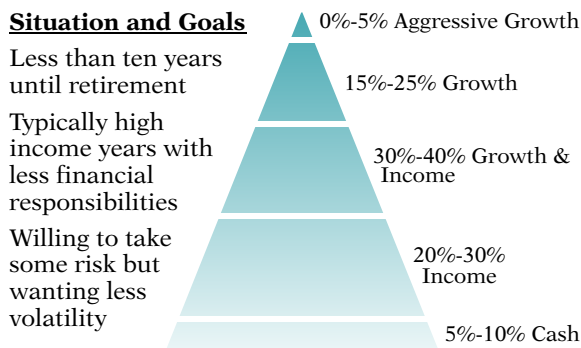 Situation and Goals
Less than ten years
until retirement
Typically high
income years with
less financial
responsibilities
Willing to take
some risk but
wanting less
volatility
0%-5% Aggressive Growth
15%-25% Growth
30%-40% Growth &
Income
20%-30%
Income
5%-10% Cash